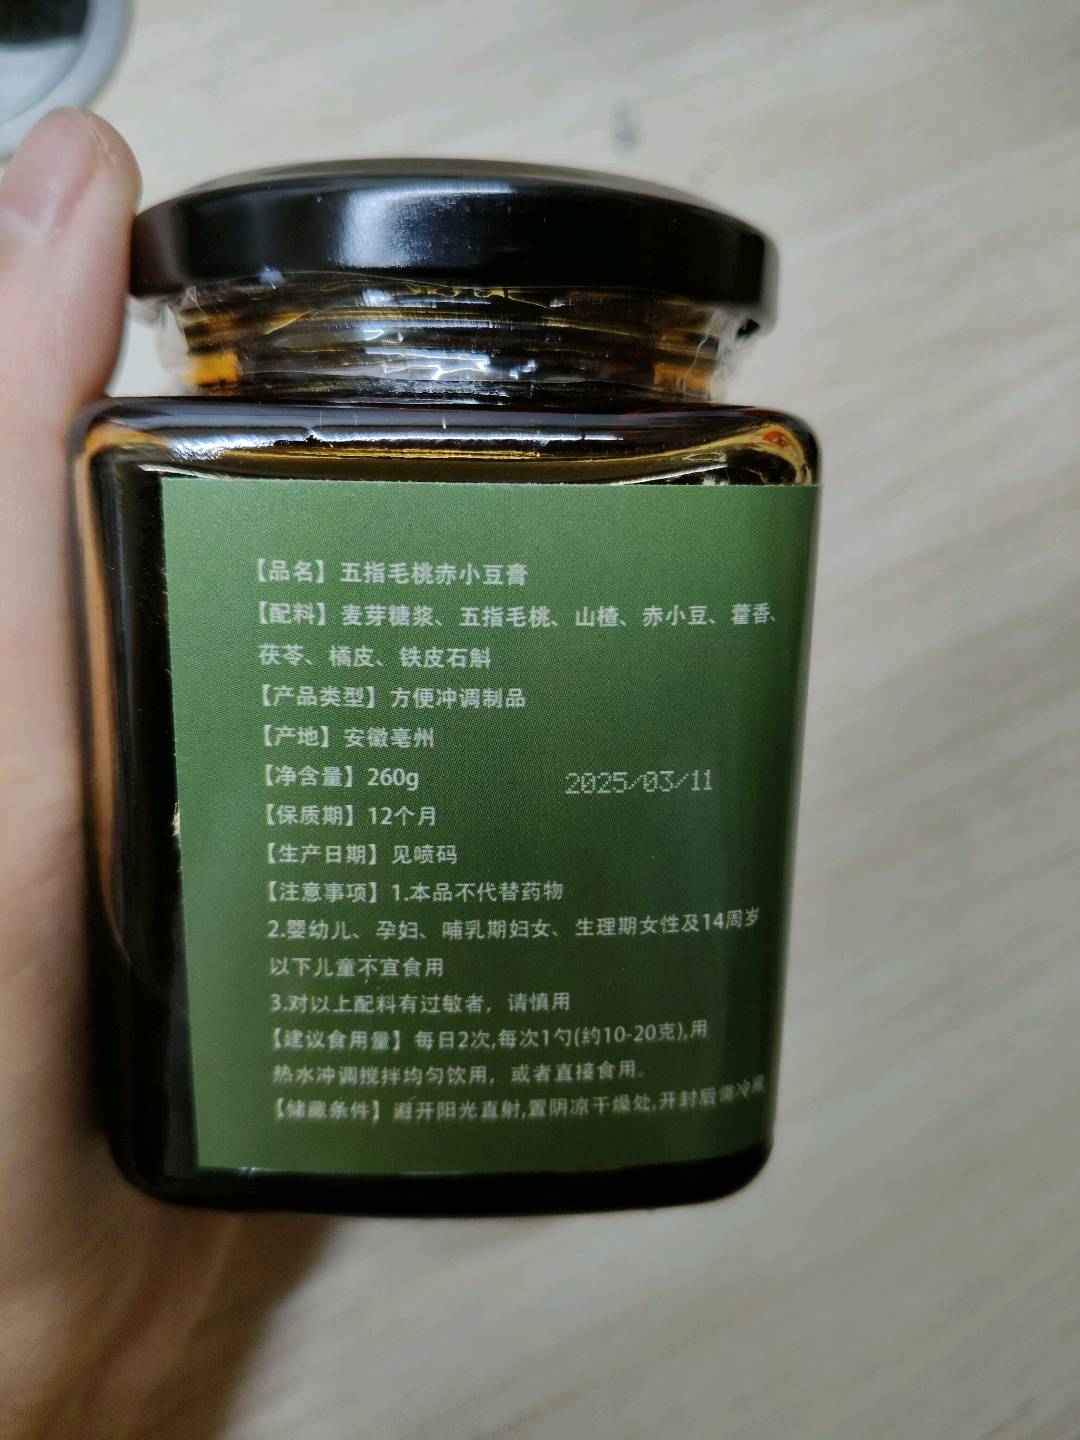 【品名】五指毛桃赤小豆膏
【配料】麦芽糖浆、五指毛桃、山楂、赤小豆、藿香、
茯苓、橘皮、铁皮石斛
【产品类型】方便冲调制品
【产地】安徽亳州
【净含量】260g
2025/03/11
【保质期】12个月
【生产日期】见喷码
【注意事项】1.本品不代替药物
2.婴幼儿、孕妇、哺乳期妇女、生理期女性及14周岁
以下儿童不宜食用
3.对以上配料有过敏者，请慎用
【建议食用量】每日2次,每次1勺(约10-20克),用
热水冲调搅拌均匀饮用，或者直接食用。
【储藏条件】避开阳光直射,置阴凉干燥处,开封后需冷藏